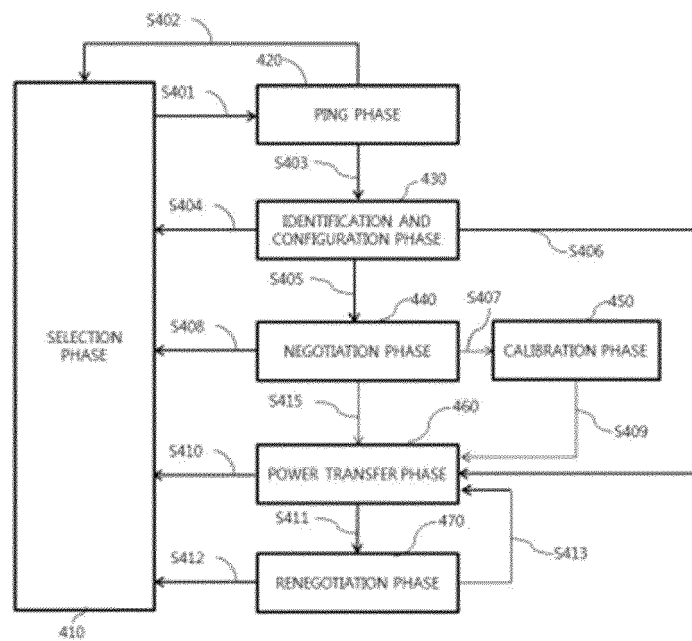 S402
420
S401
PING PHASE
S403
430
S404
IDENTIFICATION AND
CONFIGURATION PHASE
S406
S405
440
S407
450
S408
SELECTION
PHASE
NEGOTIATION PHASE
CALIBRATION PHASE
S415
460
S409
S410
POWER TRANSFER PHASE
S411
470
S413
S412
RENEGOTIATION PHASE
410